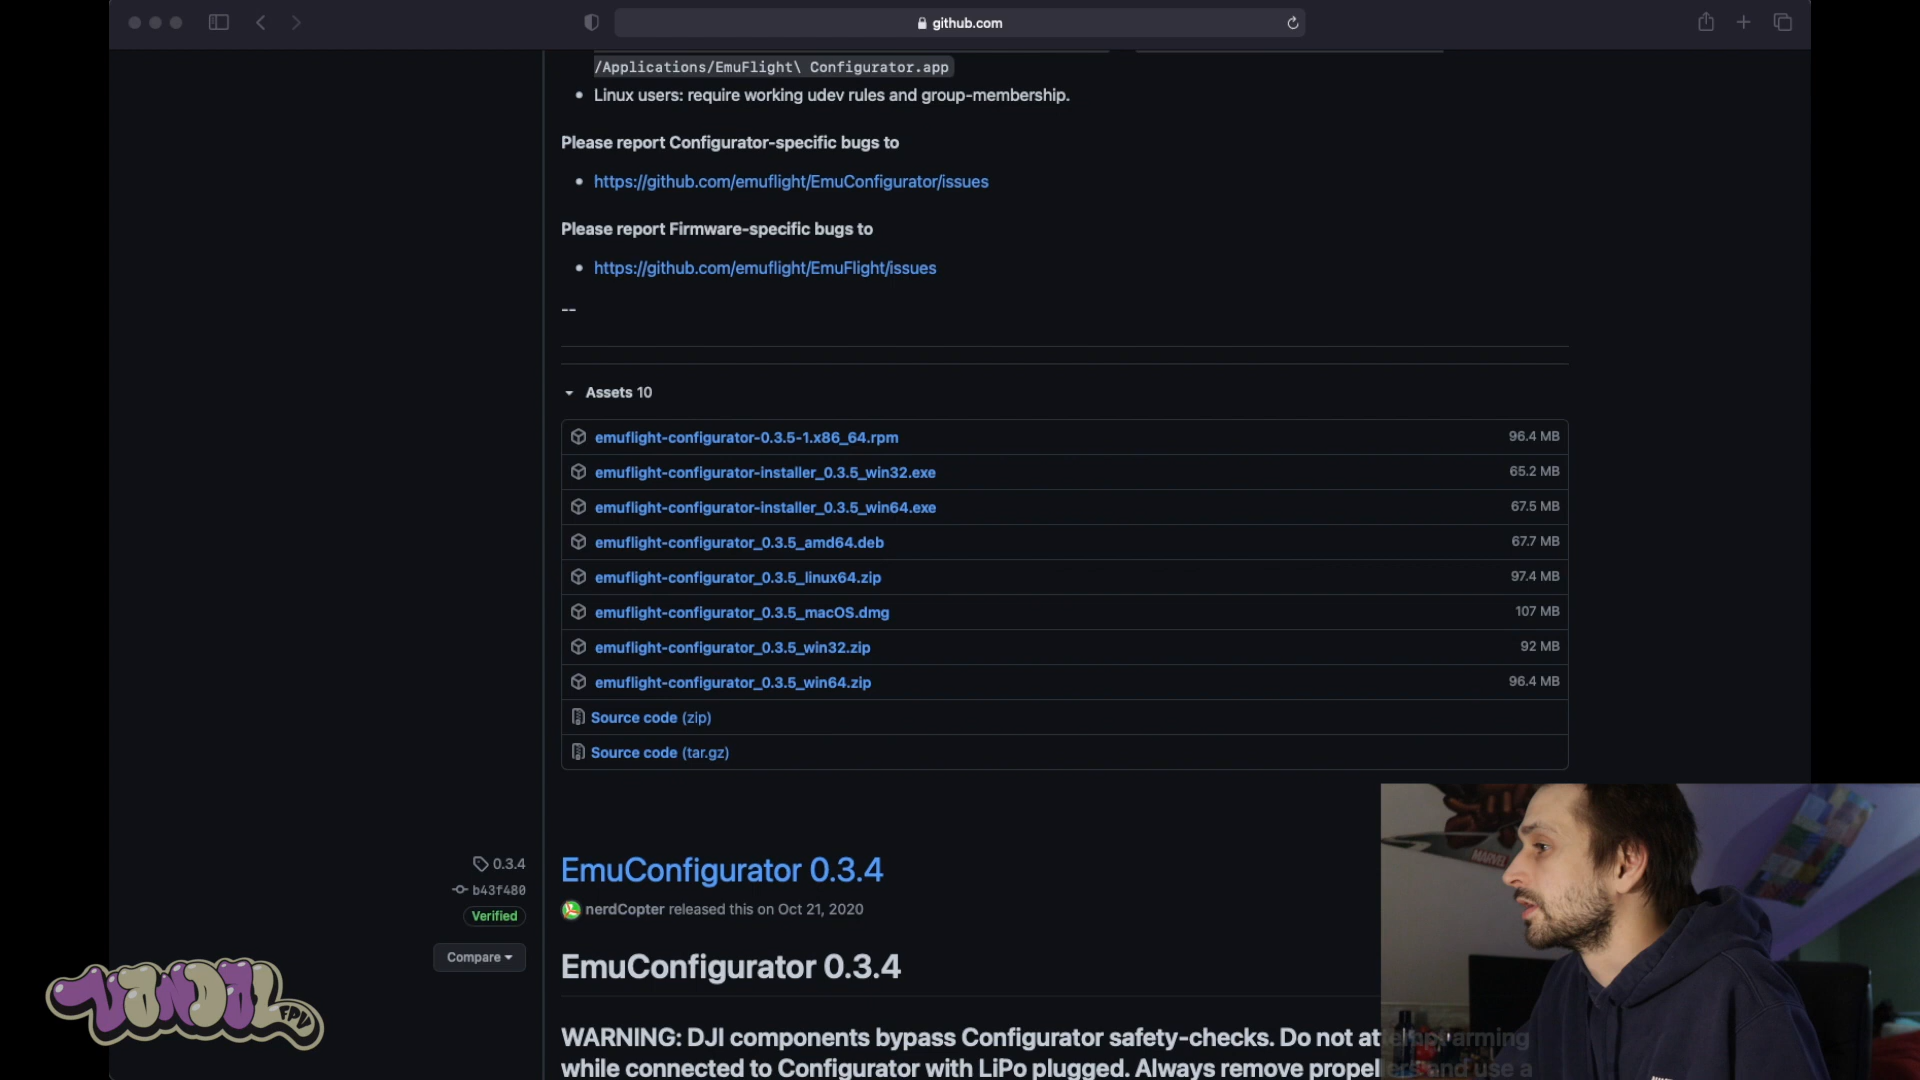 github.com
/Applications/EmuFlight\ Configurator.app
Linux users: require working udev rules and group-membership.
Please report Configurator-specific bugs to
https://github.com/emuflight/EmuConfigurator/issues
Please report Firmware-specific bugs to
https://github.com/emuflight/EmuFlight/issues
--
Assets 10
emuflight-configurator-0.3.5-1.x86_64.rpm 96.4 MB
emuflight-configurator-installer_0.3.5_win32.exe 65.2 MB
emuflight-configurator-installer_0.3.5_win64.exe 67.5 MB
emuflight-configurator_0.3.5_amd64.deb 67.7 MB
emuflight-configurator_0.3.5_linux64.zip 97.4 MB
emuflight-configurator_0.3.5_macOS.dmg 107 MB
emuflight-configurator_0.3.5_win32.zip 92 MB
emuflight-configurator_0.3.5_win64.zip 96.4 MB
Source code (zip)
Source code (tar.gz)
0.3.4
b43f480
Verified
Compare
EmuConfigurator 0.3.4
nerdCopter released this on Oct 21, 2020
EmuConfigurator 0.3.4
WARNING: DJI components bypass Configurator safety-checks. Do not attempt arming
while connected to Configurator with LiPo plugged. Always remove propellers and use a
MARVEL
VANDAL FPV